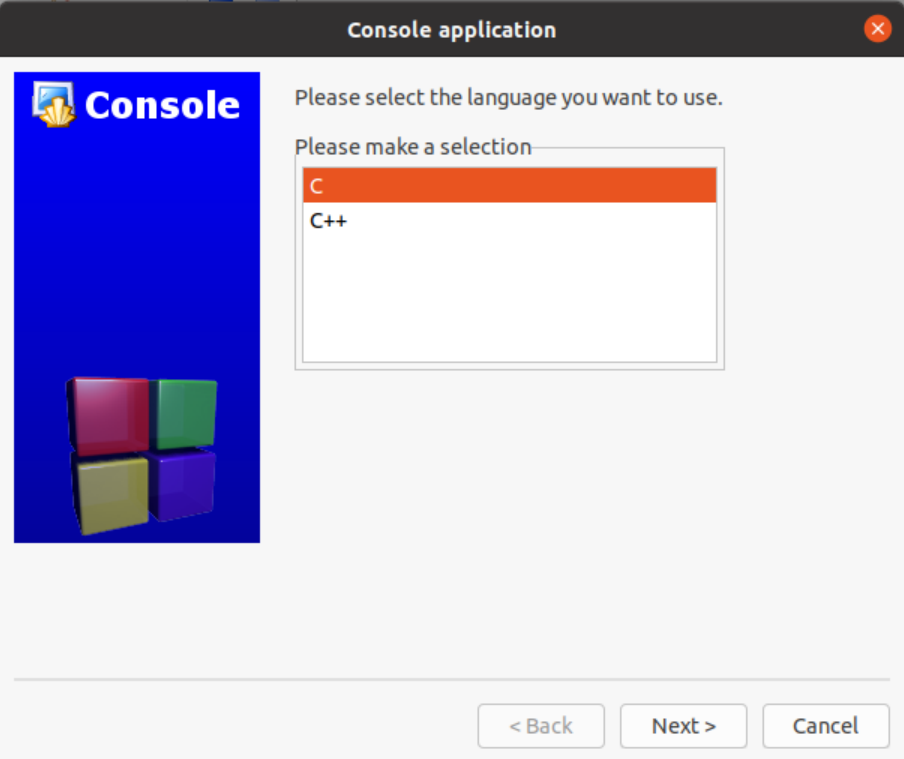 Console application
Console
Please select the language you want to use.
Please make a selection
C
C++
< Back
Next >
Cancel